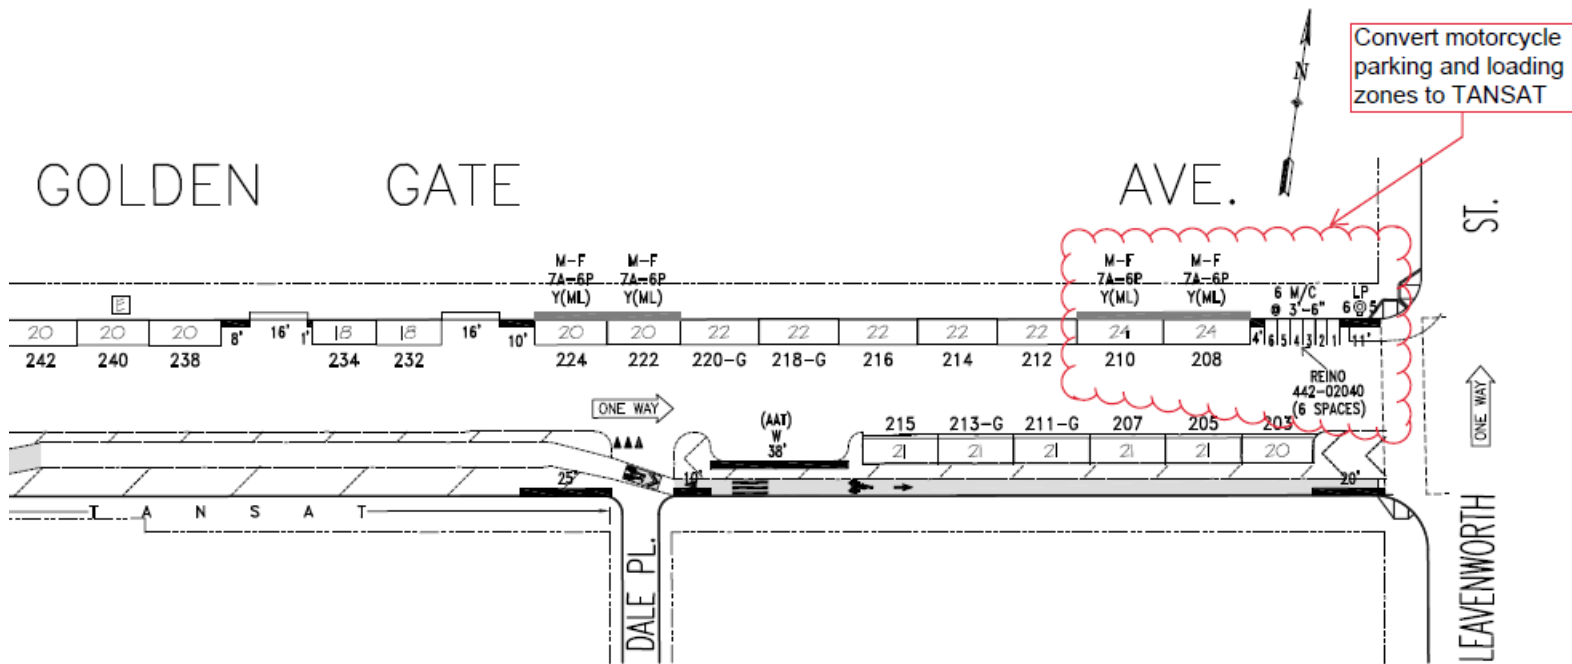 Convert motorcycle
parking and loading
zones to TANSAT
N
GOLDEN GATE AVE.
ST.
M-F
7A-6P
Y(ML)
M-F
7A-6P
Y(ML)
M-F
7A-6P
Y(ML)
M-F
7A-6P
Y(ML)
E
6 M/C
@ 3'-6"
LP
6 5
20 20 20 8' 16' 1' 18 18 16' 10' 20 20 22 22 22 22 22 24 24 4' 6 5 4 3 2 1 11'
242 240 238 234 232 224 222 220-G 218-G 216 214 212 210 208
REINO
442-02040
(6 SPACES)
ONE WAY
ONE WAY
(AAT)
W
38'
215 213-G 211-G 207 205 203
21 21 21 21 21 20
25' 10' 20'
TANSAT
DALE PL.
LEAVENWORTH